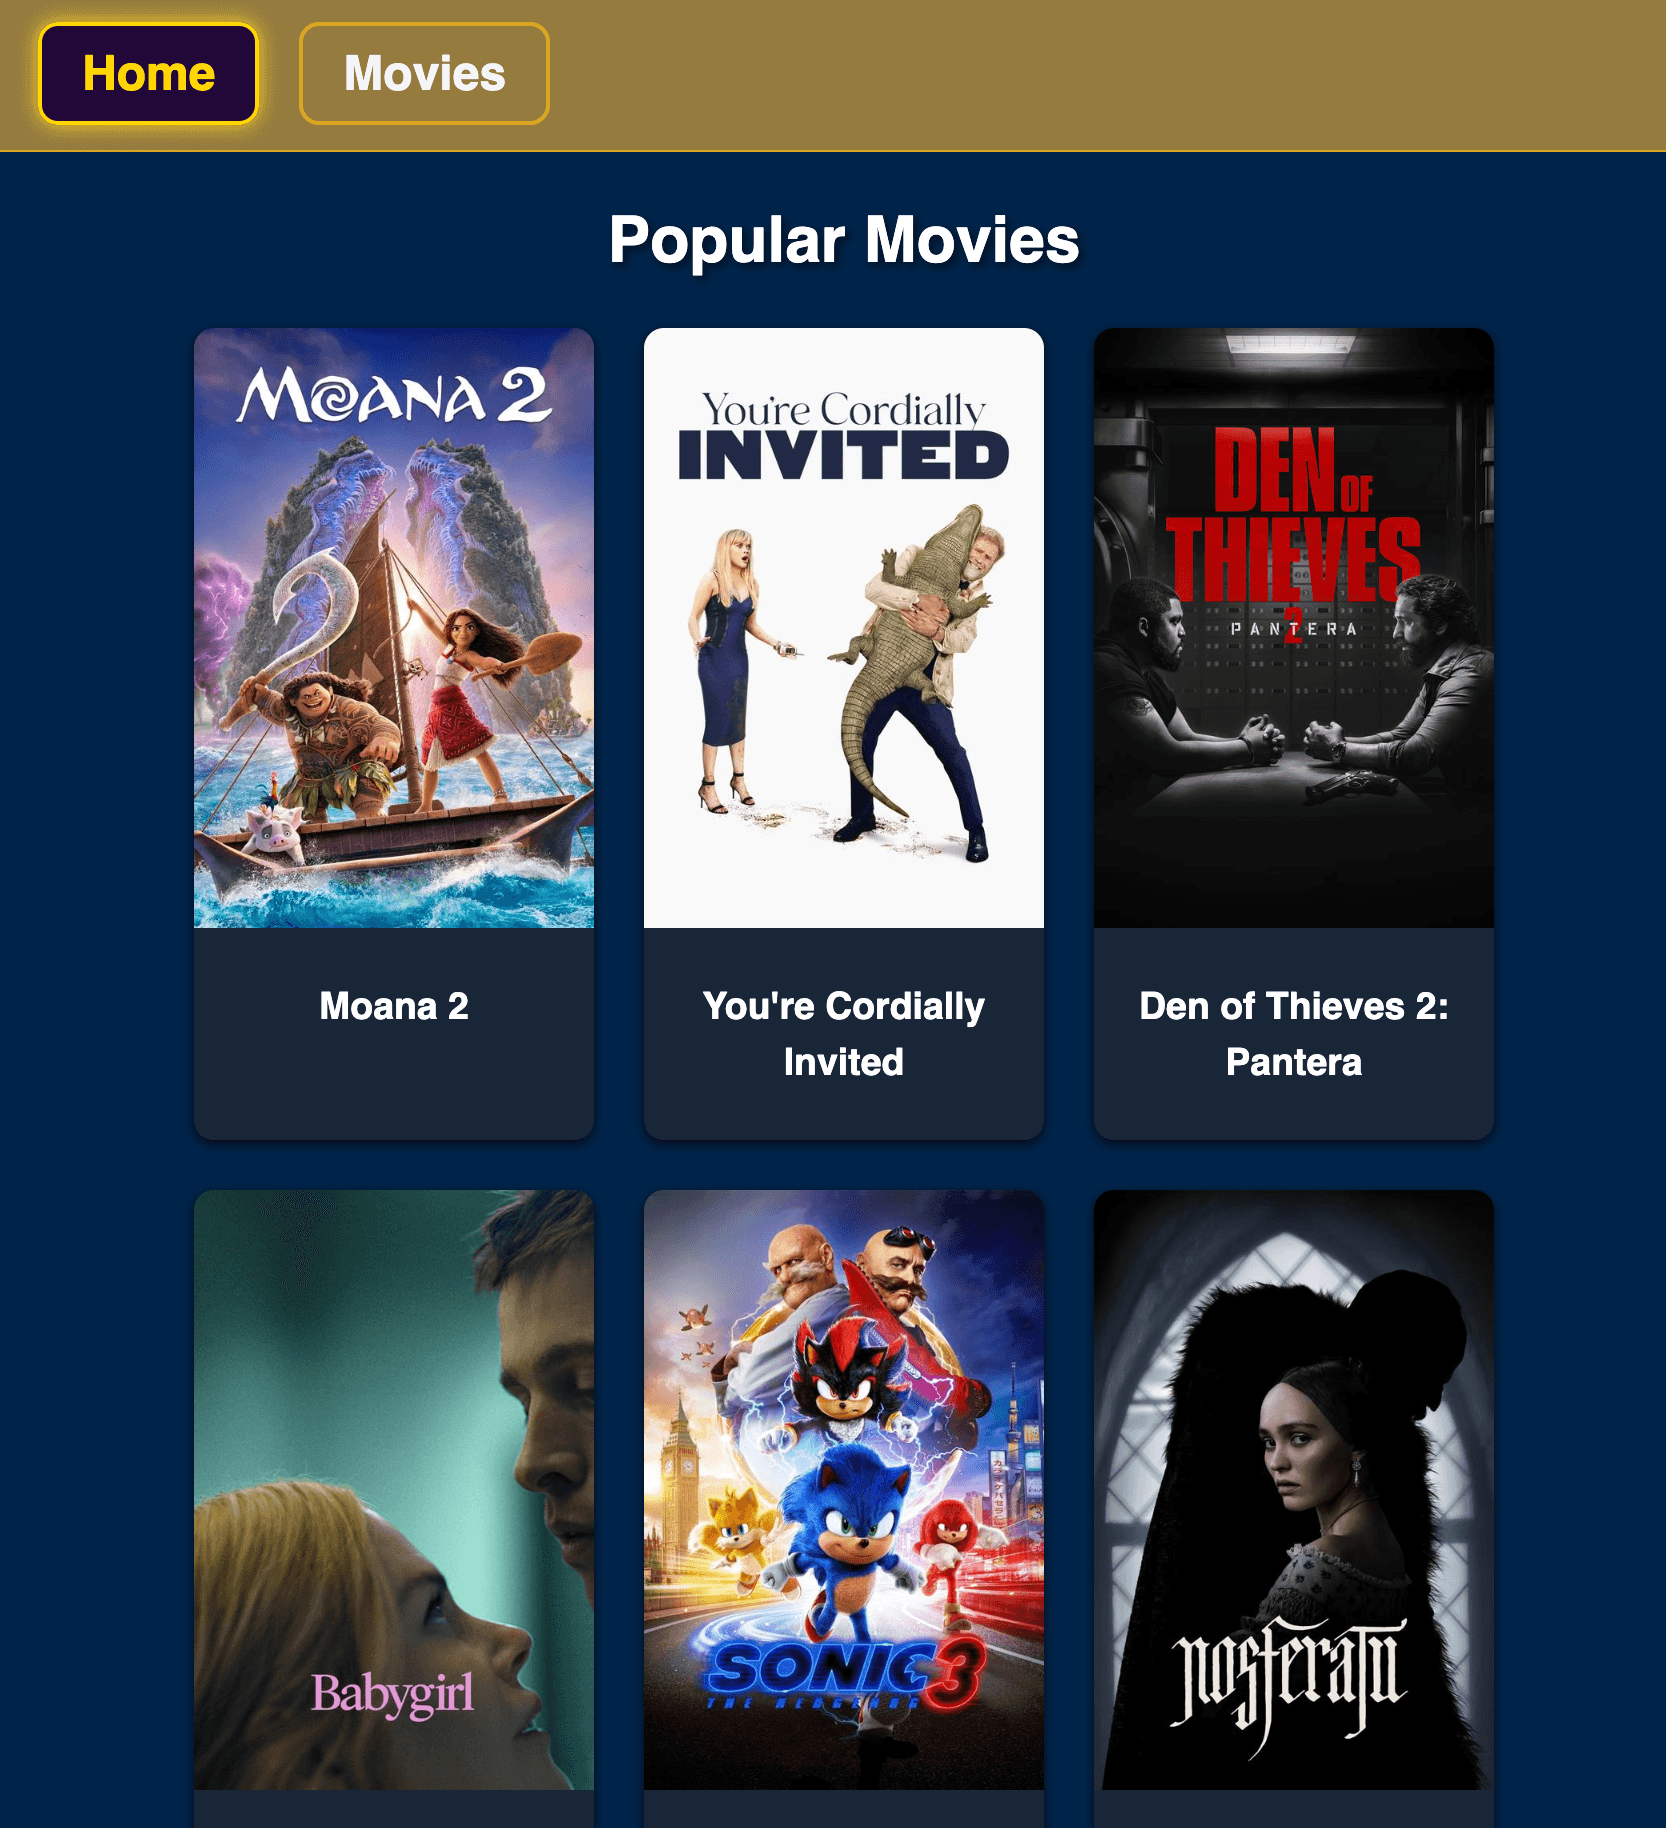 Home Movies
Popular Movies
MOANA 2
You're Cordially
INVITED
DEN OF
THIEVES
2
PANTERA
Moana 2
You're Cordially
Invited
Den of Thieves 2:
Pantera
Babygirl
SONIC 3
THE HEDGEHOG
nosferatu